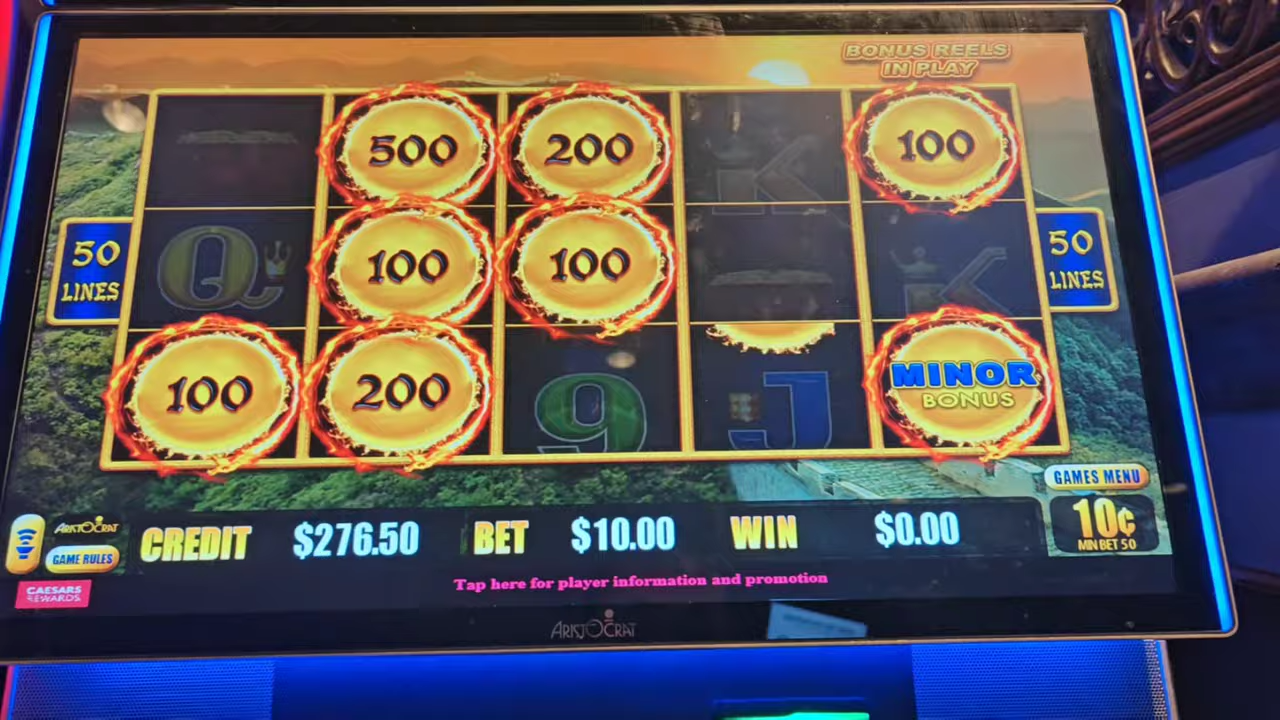 BONUS REELS
IN PLAY
500
200
K
100
50
LINES
Q
100
100
K
50
LINES
100
200
9
J
MINOR
BONUS
GAMES MENU
ARISTOCRAT
GAME RULES
CREDIT $276.50 BET $10.00 WIN $0.00
10¢
MIN BET 50
CAESARS
REWARDS
Tap here for player information and promotion
ARISTOCRAT